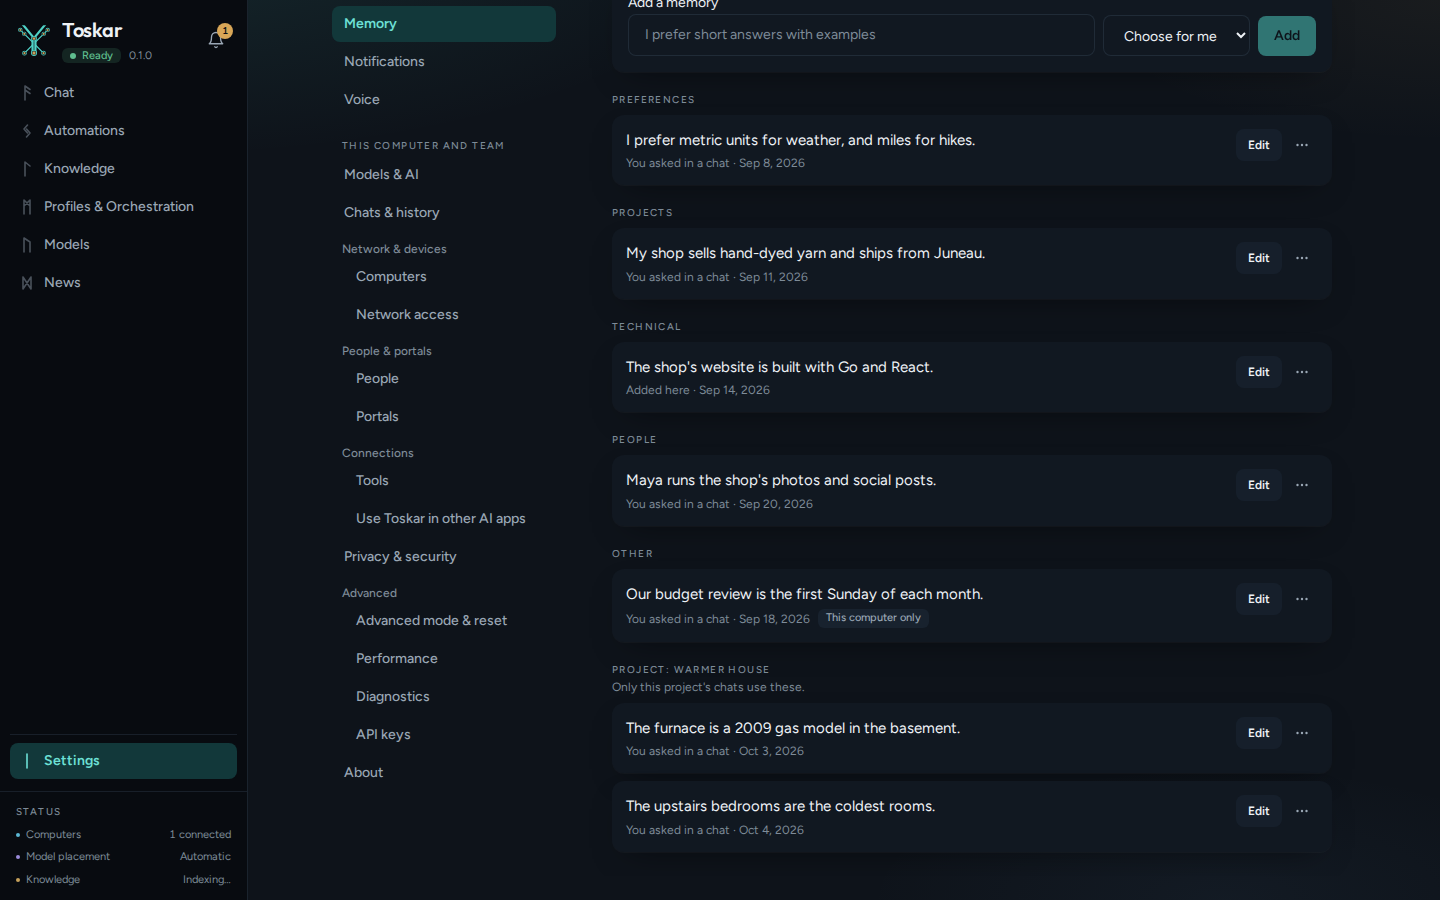 Toskar
1
Ready 0.1.0
Chat
Automations
Knowledge
Profiles & Orchestration
Models
News
Settings
STATUS
Computers 1 connected
Model placement Automatic
Knowledge Indexing...
Memory
Notifications
Voice
THIS COMPUTER AND TEAM
Models & AI
Chats & history
Network & devices
Computers
Network access
People & portals
People
Portals
Connections
Tools
Use Toskar in other AI apps
Privacy & security
Advanced
Advanced mode & reset
Performance
Diagnostics
API keys
About
Add a memory
I prefer short answers with examples Choose for me Add
PREFERENCES
I prefer metric units for weather, and miles for hikes.
You asked in a chat · Sep 8, 2026
Edit ...
PROJECTS
My shop sells hand-dyed yarn and ships from Juneau.
You asked in a chat · Sep 11, 2026
Edit ...
TECHNICAL
The shop's website is built with Go and React.
Added here · Sep 14, 2026
Edit ...
PEOPLE
Maya runs the shop's photos and social posts.
You asked in a chat · Sep 20, 2026
Edit ...
OTHER
Our budget review is the first Sunday of each month.
You asked in a chat · Sep 18, 2026 This computer only
Edit ...
PROJECT: WARMER HOUSE
Only this project's chats use these.
The furnace is a 2009 gas model in the basement.
You asked in a chat · Oct 3, 2026
Edit ...
The upstairs bedrooms are the coldest rooms.
You asked in a chat · Oct 4, 2026
Edit ...